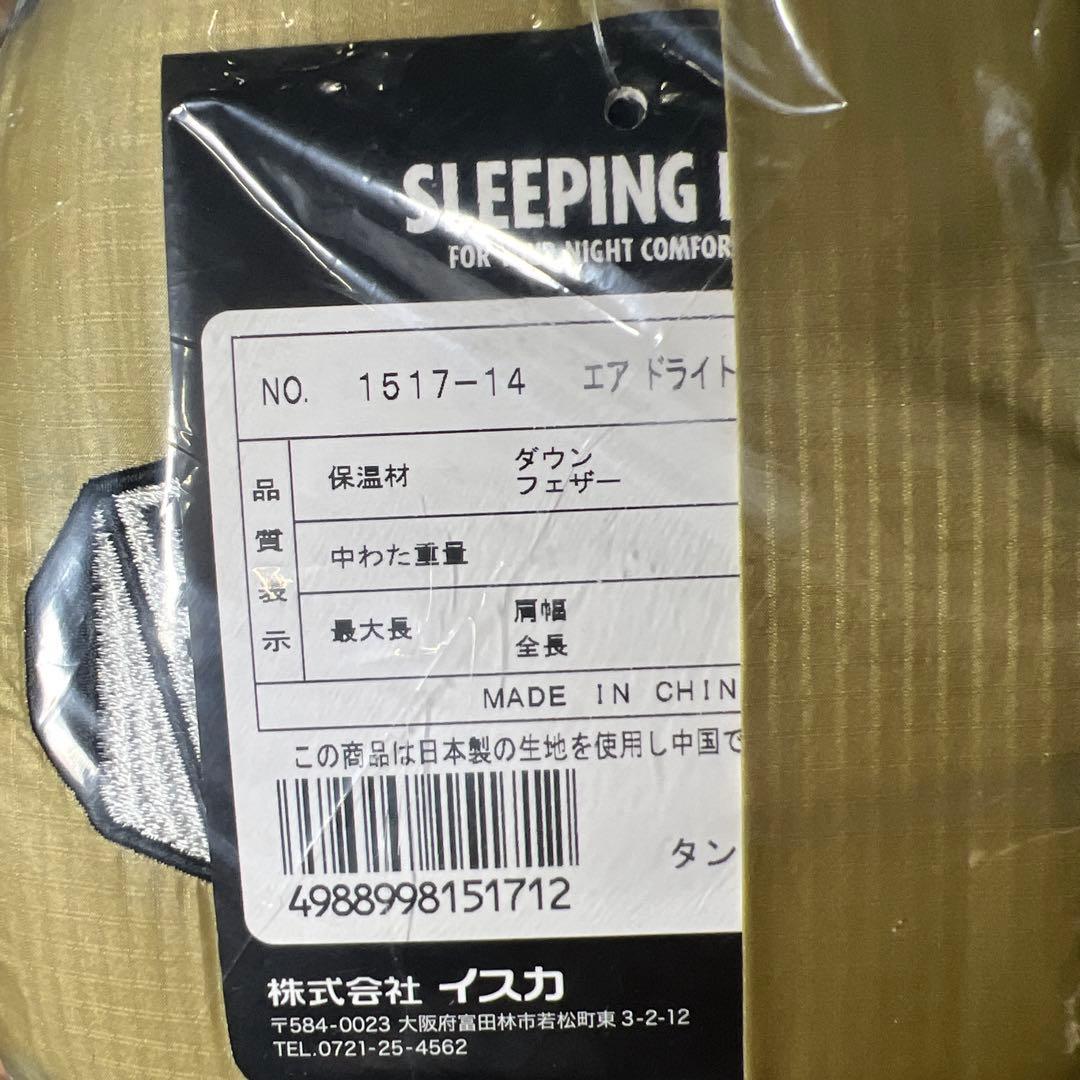 SLEEPING
FOR YOUR NIGHT COMFOR
NO. 1517-14 エア ドライト
品質表示
保温材 ダウン
フェザー
中わた重量
最大長 肩幅
全長
MADE IN CHIN
この商品は日本製の生地を使用し中国で
タン
4988998151712
株式会社 イスカ
〒584-0023 大阪府富田林市若松町東3-2-12
TEL.0721-25-4562